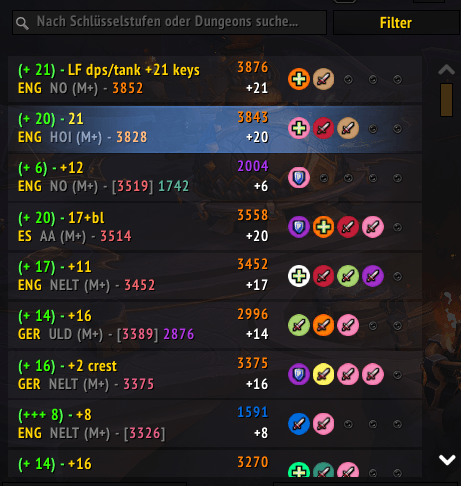 Nach Schlüsselstufen oder Dungeons suche...
Filter
(+ 21) - LF dps/tank +21 keys 3876
ENG NO (M+) - 3852 +21
(+ 20) - 21 3843
ENG HOI (M+) - 3828 +20
(+ 6) - +12 2004
ENG NO (M+) - [3519] 1742 +6
(+ 20) - 17+bl 3558
ES AA (M+) - 3514 +20
(+ 17) - +11 3452
ENG NELT (M+) - 3452 +17
(+ 14) - +16 2996
GER ULD (M+) - [3389] 2876 +14
(+ 16) - +2 crest 3375
GER NELT (M+) - 3375 +16
(+++ 8) - +8 1591
ENG NELT (M+) - [3326] +8
(+ 14) - +16 3270